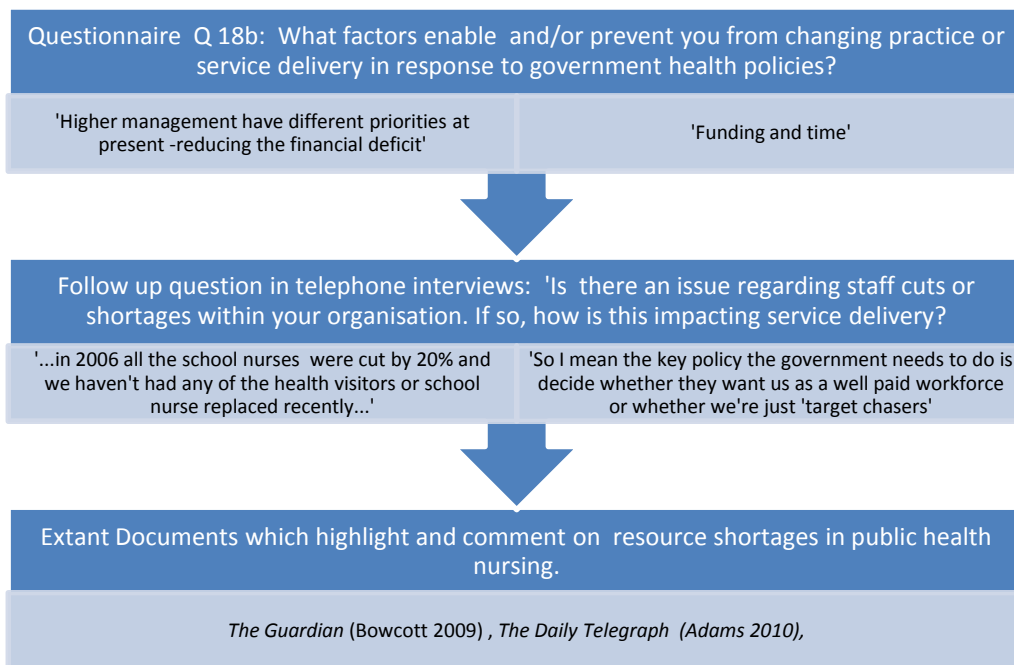 Questionnaire Q 18b: What factors enable and/or prevent you from changing practice or
service delivery in response to government health policies?
'Higher management have different priorities at
present -reducing the financial deficit'
'Funding and time'
Follow up question in telephone interviews: 'Is there an issue regarding staff cuts or
shortages within your organisation. If so, how is this impacting service delivery?
'...in 2006 all the school nurses were cut by 20% and
we haven't had any of the health visitors or school
nurse replaced recently...'
'So I mean the key policy the government needs to do is
decide whether they want us as a well paid workforce
or whether we're just 'target chasers'
Extant Documents which highlight and comment on resource shortages in public health
nursing.
The Guardian (Bowcott 2009) , The Daily Telegraph (Adams 2010),